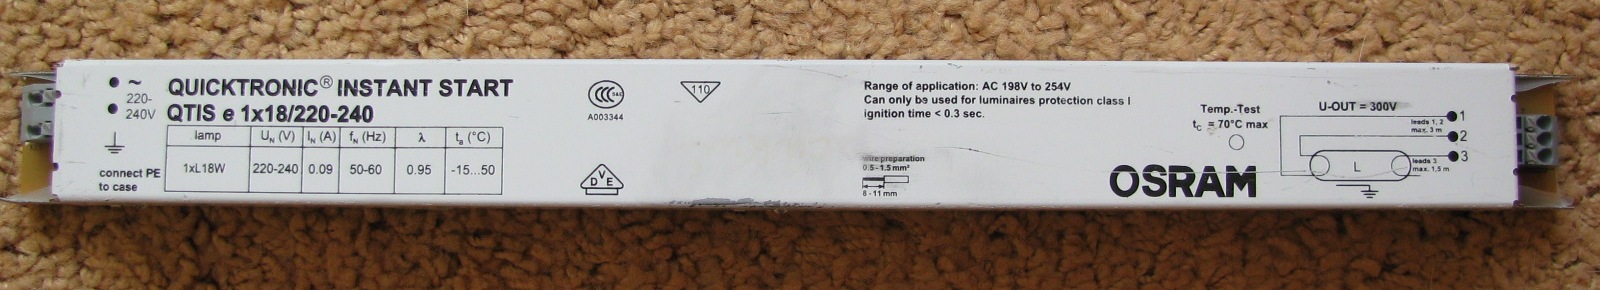 ~
220-
240V
connect PE
to case
QUICKTRONIC® INSTANT START
QTIS e 1x18/220-240
lamp U_N (V) I_N (A) f_N (Hz) λ t_a (°C)
1xL18W 220-240 0.09 50-60 0.95 -15...50
CCC S&E
A003344
110
DVE
Range of application: AC 198V to 254V
Can only be used for luminaires protection class I
ignition time < 0.3 sec.
wire preparation
0.5 - 1.5 mm²
8 - 11 mm
OSRAM
Temp.-Test
t_c = 70°C max
U-OUT = 300V
leads 1, 2
max. 3 m
leads 3
max. 1,5 m
L
1
2
3